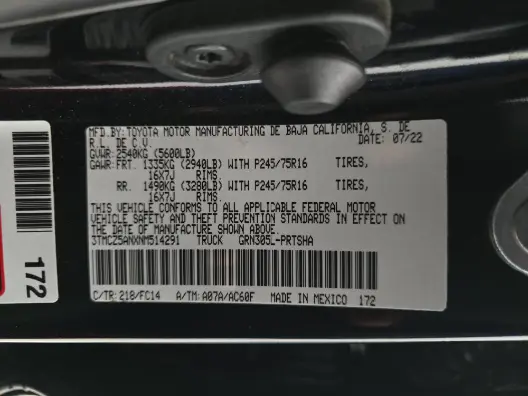 MFD.BY:TOYOTA MOTOR MANUFACTURING DE BAJA CALIFORNIA, S. DE
R.L. DE C.V. DATE: 07/22
GVWR: 2540KG (5600LB)
GAWR: FRT. 1335KG (2940LB) WITH P245/75R16 TIRES,
16X7J RIMS.
RR. 1490KG (3280LB) WITH P245/75R16 TIRES,
16X7J RIMS.
THIS VEHICLE CONFORMS TO ALL APPLICABLE FEDERAL MOTOR
VEHICLE SAFETY AND THEFT PREVENTION STANDARDS IN EFFECT ON
THE DATE OF MANUFACTURE SHOWN ABOVE.
3TMCZ5ANXNM514291 TRUCK GRN305L-PRTSHA
C/TR:218/FC14 A/TM:A07A/AC60F MADE IN MEXICO 172
172